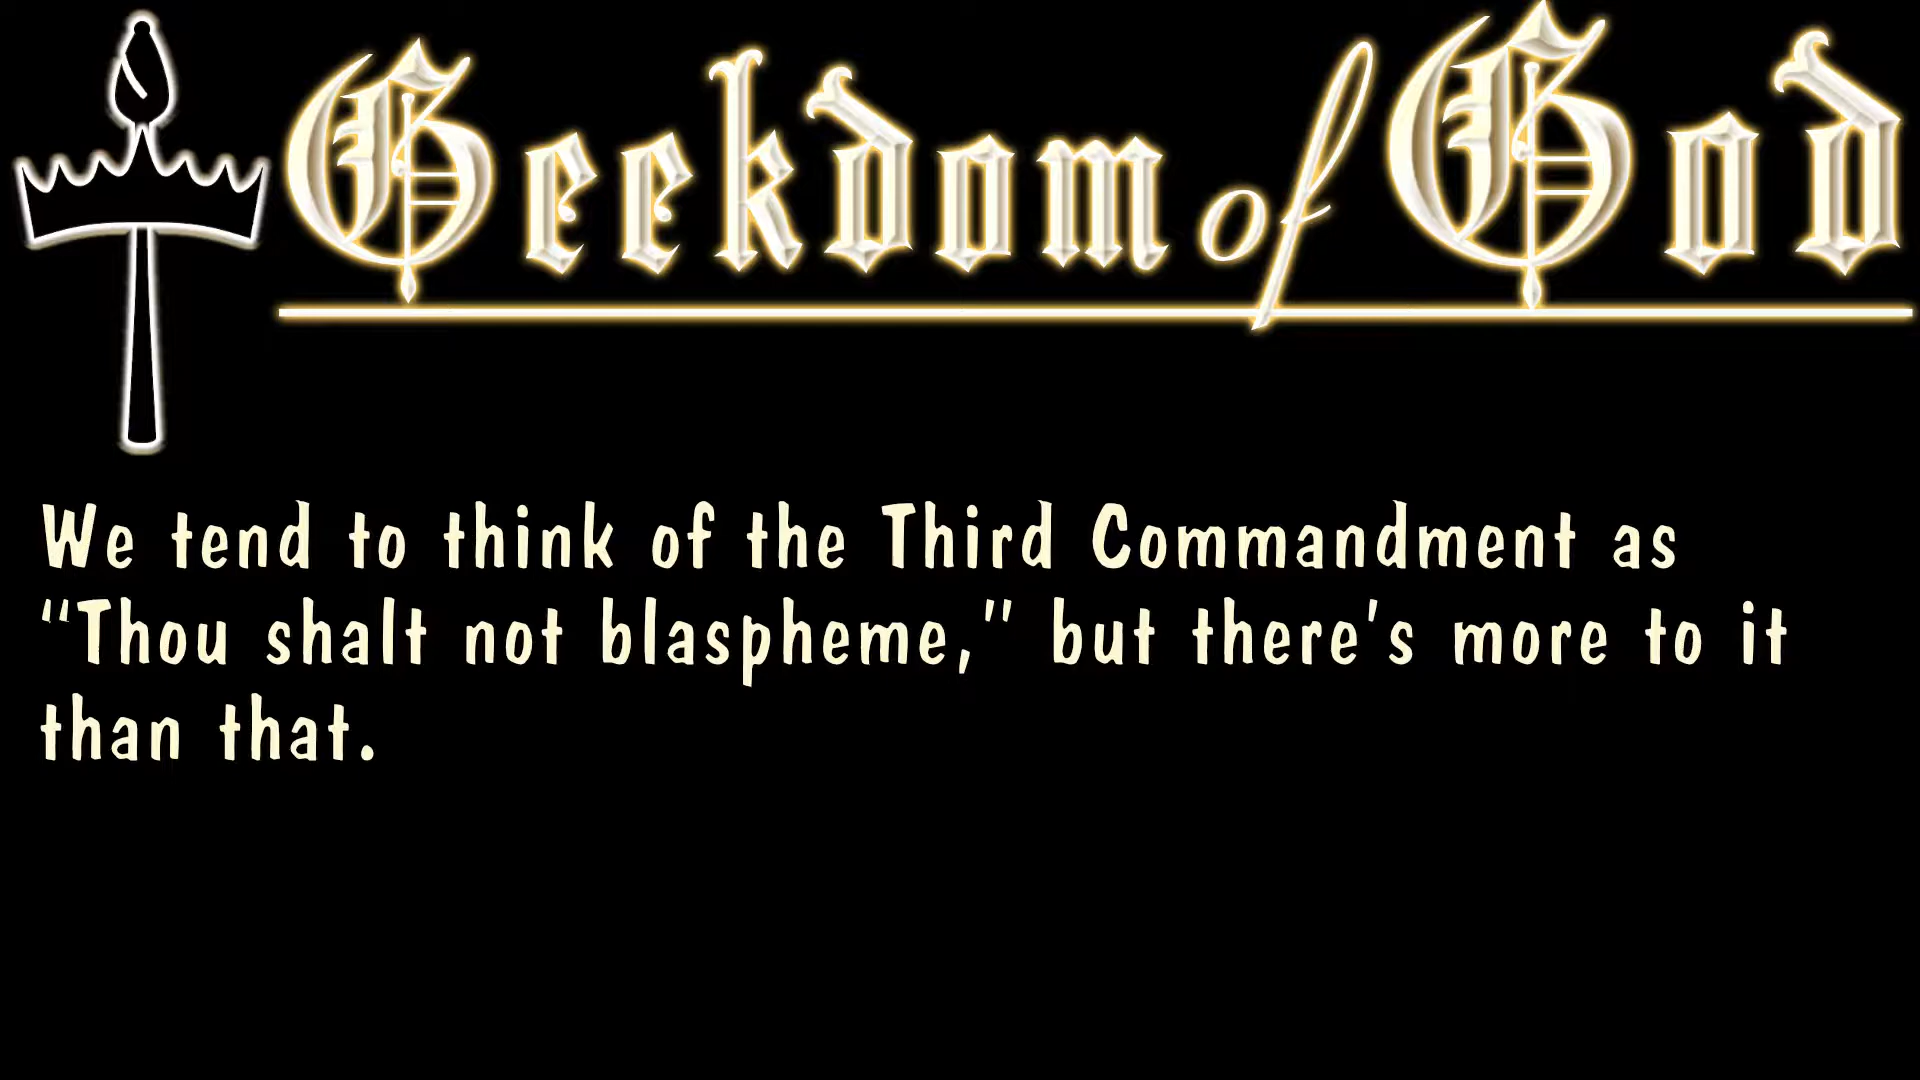 Geekdom of God
We tend to think of the Third Commandment as
“Thou shalt not blaspheme,” but there's more to it
than that.